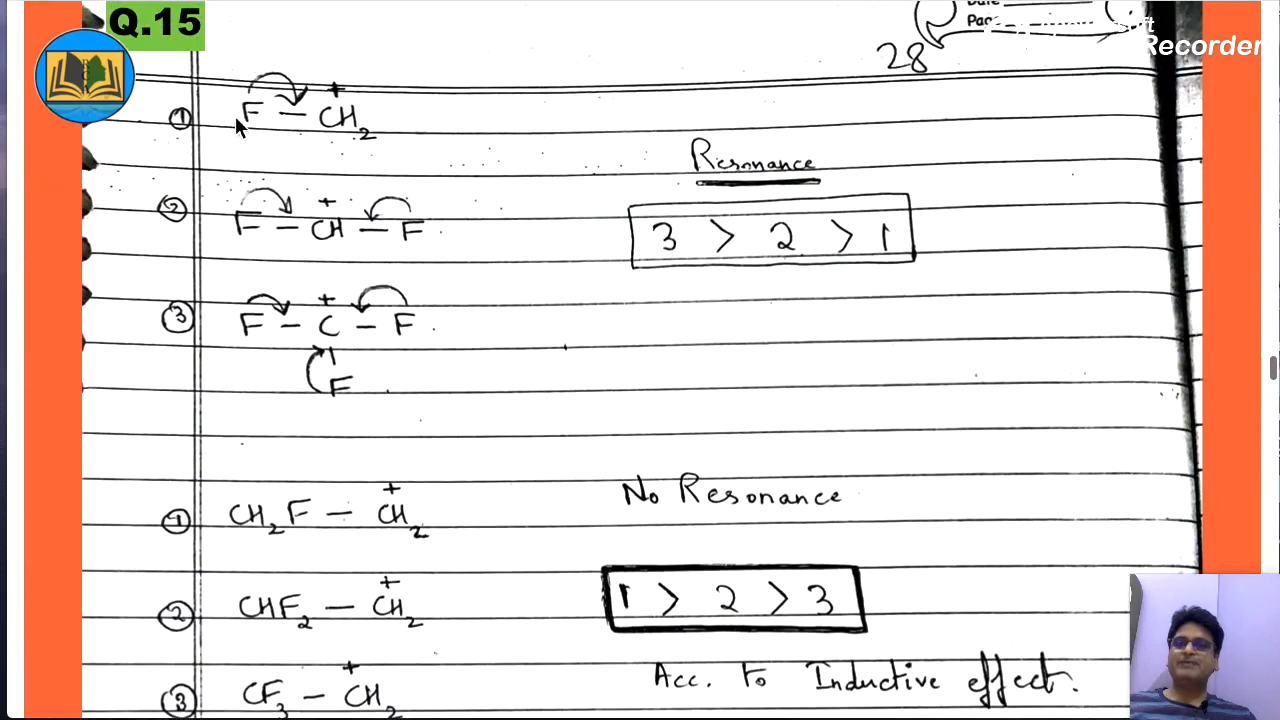 Q.15
Recorder
28
① F — C⁺H₂
Resonance
② F — C⁺H — F
3 > 2 > 1
③ F — C⁺ — F
F
① CH₂F — C⁺H₂
No Resonance
② CHF₂ — C⁺H₂
1 > 2 > 3
③ CF₃ — C⁺H₂
Acc. to Inductive effect.